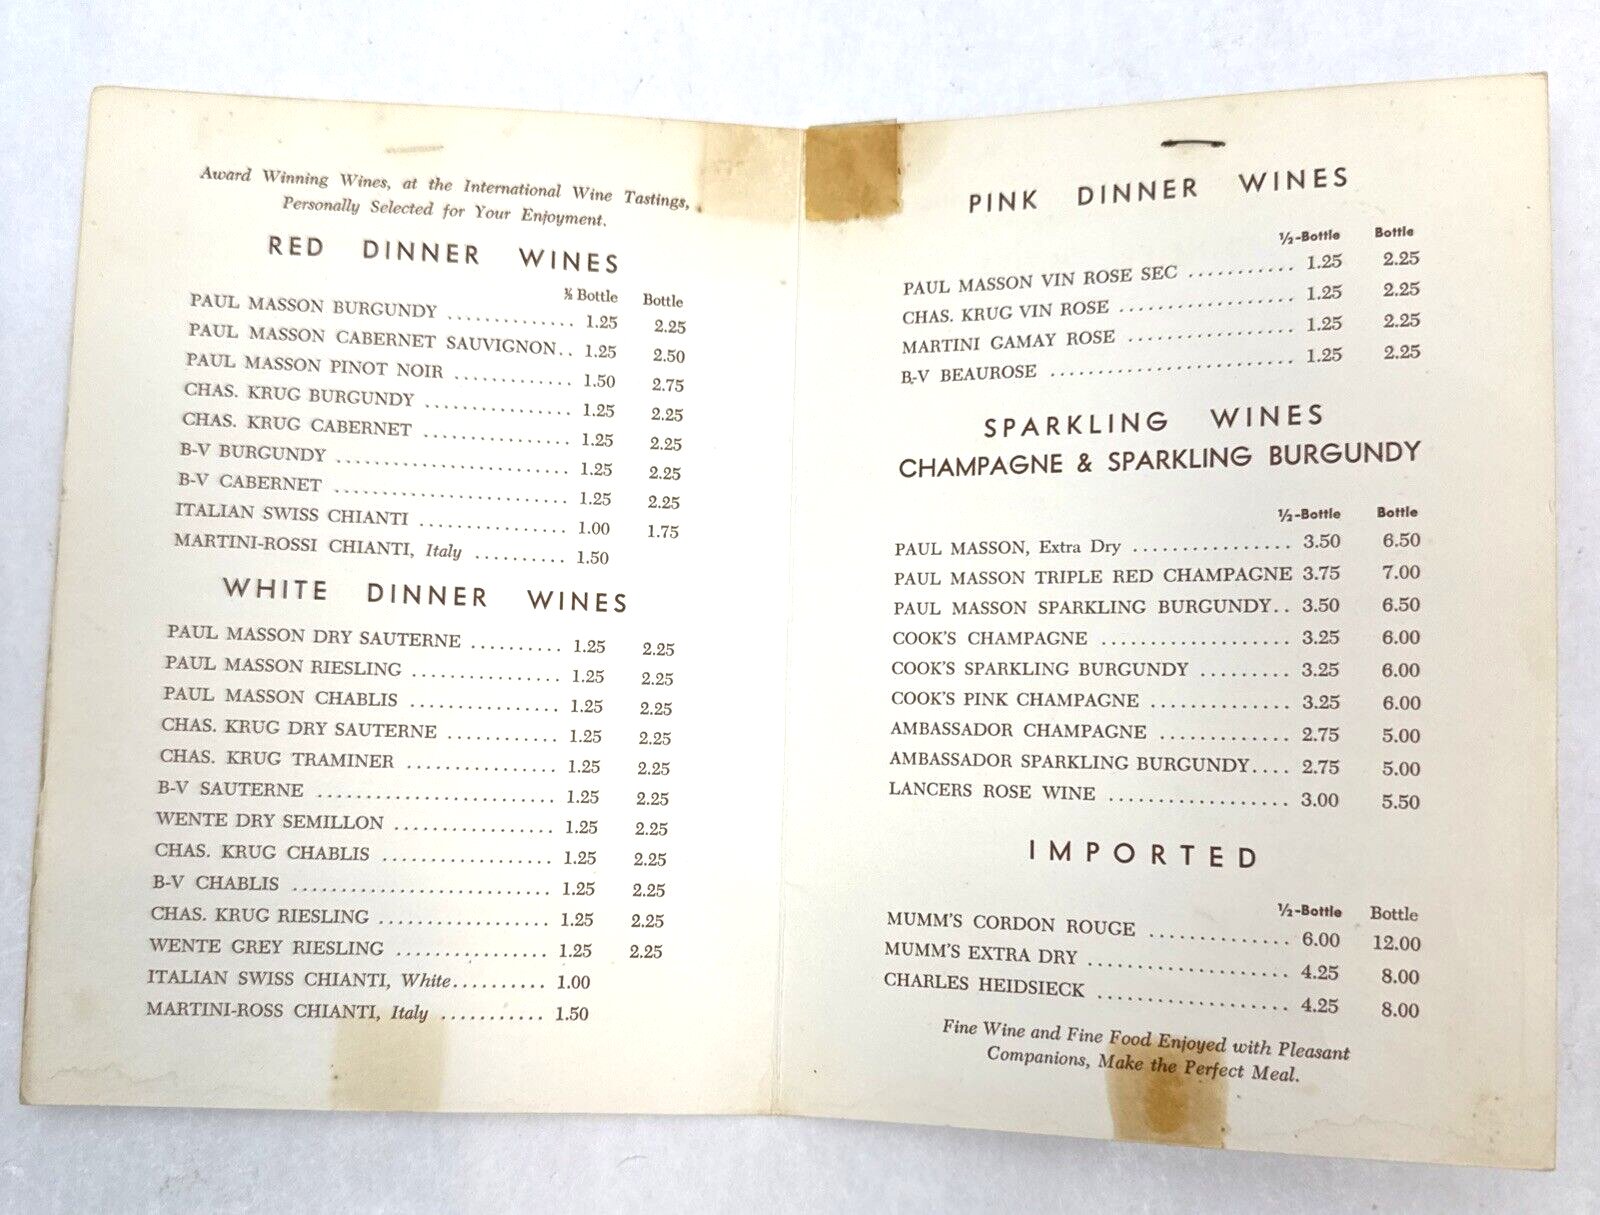 Award Winning Wines, at the International Wine Tastings,
Personally Selected for Your Enjoyment.
RED DINNER WINES
½ Bottle Bottle
PAUL MASSON BURGUNDY .............. 1.25 2.25
PAUL MASSON CABERNET SAUVIGNON.. 1.25 2.50
PAUL MASSON PINOT NOIR ............. 1.50 2.75
CHAS. KRUG BURGUNDY ................ 1.25 2.25
CHAS. KRUG CABERNET ................ 1.25 2.25
B-V BURGUNDY ......................... 1.25 2.25
B-V CABERNET ......................... 1.25 2.25
ITALIAN SWISS CHIANTI ................ 1.00 1.75
MARTINI-ROSSI CHIANTI, Italy .......... 1.50
WHITE DINNER WINES
PAUL MASSON DRY SAUTERNE .......... 1.25 2.25
PAUL MASSON RIESLING ................ 1.25 2.25
PAUL MASSON CHABLIS ................ 1.25 2.25
CHAS. KRUG DRY SAUTERNE ............ 1.25 2.25
CHAS. KRUG TRAMINER ................ 1.25 2.25
B-V SAUTERNE .......................... 1.25 2.25
WENTE DRY SEMILLON ................. 1.25 2.25
CHAS. KRUG CHABLIS .................. 1.25 2.25
B-V CHABLIS ............................ 1.25 2.25
CHAS. KRUG RIESLING ................... 1.25 2.25
WENTE GREY RIESLING ................. 1.25 2.25
ITALIAN SWISS CHIANTI, White.......... 1.00
MARTINI-ROSS CHIANTI, Italy ........... 1.50
PINK DINNER WINES
½-Bottle Bottle
PAUL MASSON VIN ROSE SEC ........... 1.25 2.25
CHAS. KRUG VIN ROSE ................... 1.25 2.25
MARTINI GAMAY ROSE .................. 1.25 2.25
B-V BEAUROSE .......................... 1.25 2.25
SPARKLING WINES
CHAMPAGNE & SPARKLING BURGUNDY
½-Bottle Bottle
PAUL MASSON, Extra Dry ................ 3.50 6.50
PAUL MASSON TRIPLE RED CHAMPAGNE 3.75 7.00
PAUL MASSON SPARKLING BURGUNDY.. 3.50 6.50
COOK'S CHAMPAGNE ................... 3.25 6.00
COOK'S SPARKLING BURGUNDY ......... 3.25 6.00
COOK'S PINK CHAMPAGNE .............. 3.25 6.00
AMBASSADOR CHAMPAGNE ............. 2.75 5.00
AMBASSADOR SPARKLING BURGUNDY.... 2.75 5.00
LANCERS ROSE WINE .................. 3.00 5.50
IMPORTED
½-Bottle Bottle
MUMM'S CORDON ROUGE .............. 6.00 12.00
MUMM'S EXTRA DRY .................... 4.25 8.00
CHARLES HEIDSIECK ................... 4.25 8.00
Fine Wine and Fine Food Enjoyed with Pleasant
Companions, Make the Perfect Meal.